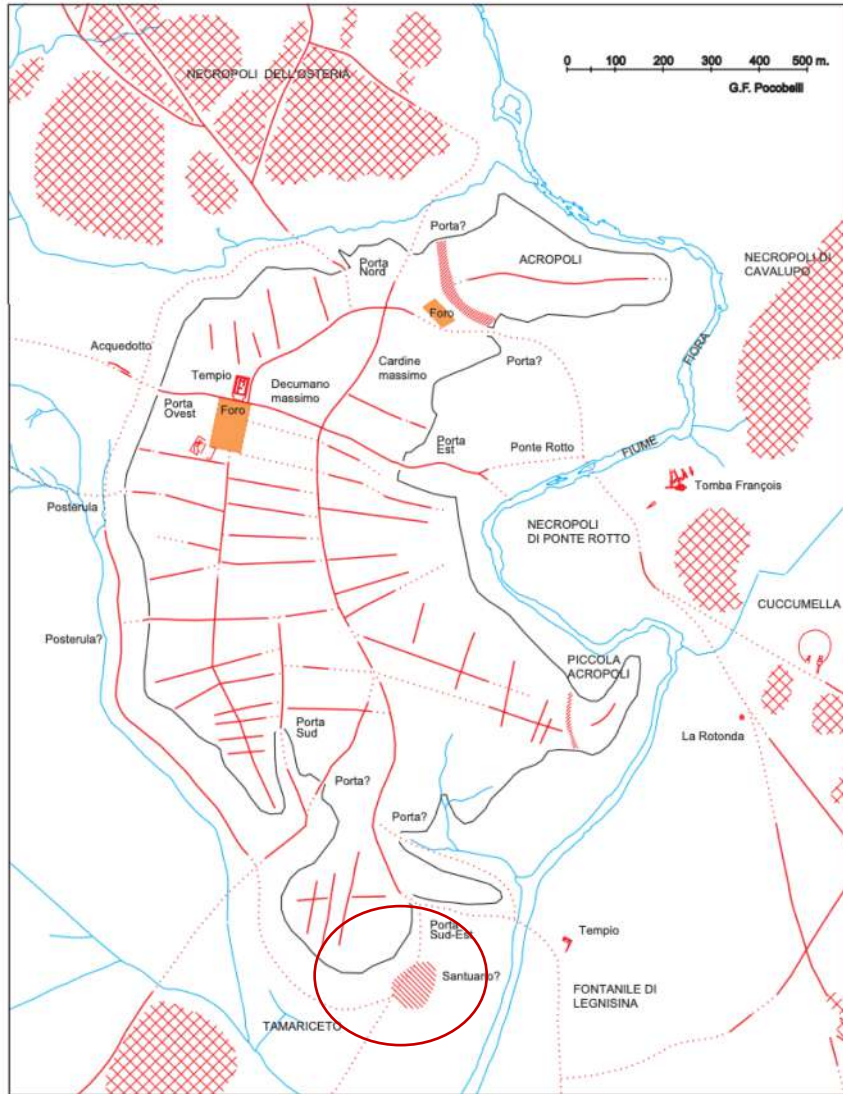 NECROPOLI DELL'OSTERIA
0 100 200 300 400 500 m.
G.F. Pocobelli
Porta?
ACROPOLI
Porta
Nord
NECROPOLI DI
CAVALUPO
Foro
Acquedotto
Tempio
Decumano
massimo
Cardine
massimo
Porta?
FIORA
Porta
Ovest
Foro
Porta
Est
Ponte Rotto
FIUME
Tomba François
Posterula
NECROPOLI
DI PONTE ROTTO
CUCCUMELLA
Posterula?
PICCOLA
ACROPOLI
Porta
Sud
La Rotonda
Porta?
Porta?
Porta
Sud-Est
Tempio
Santuario?
FONTANILE DI
LEGNISINA
TAMARICETO